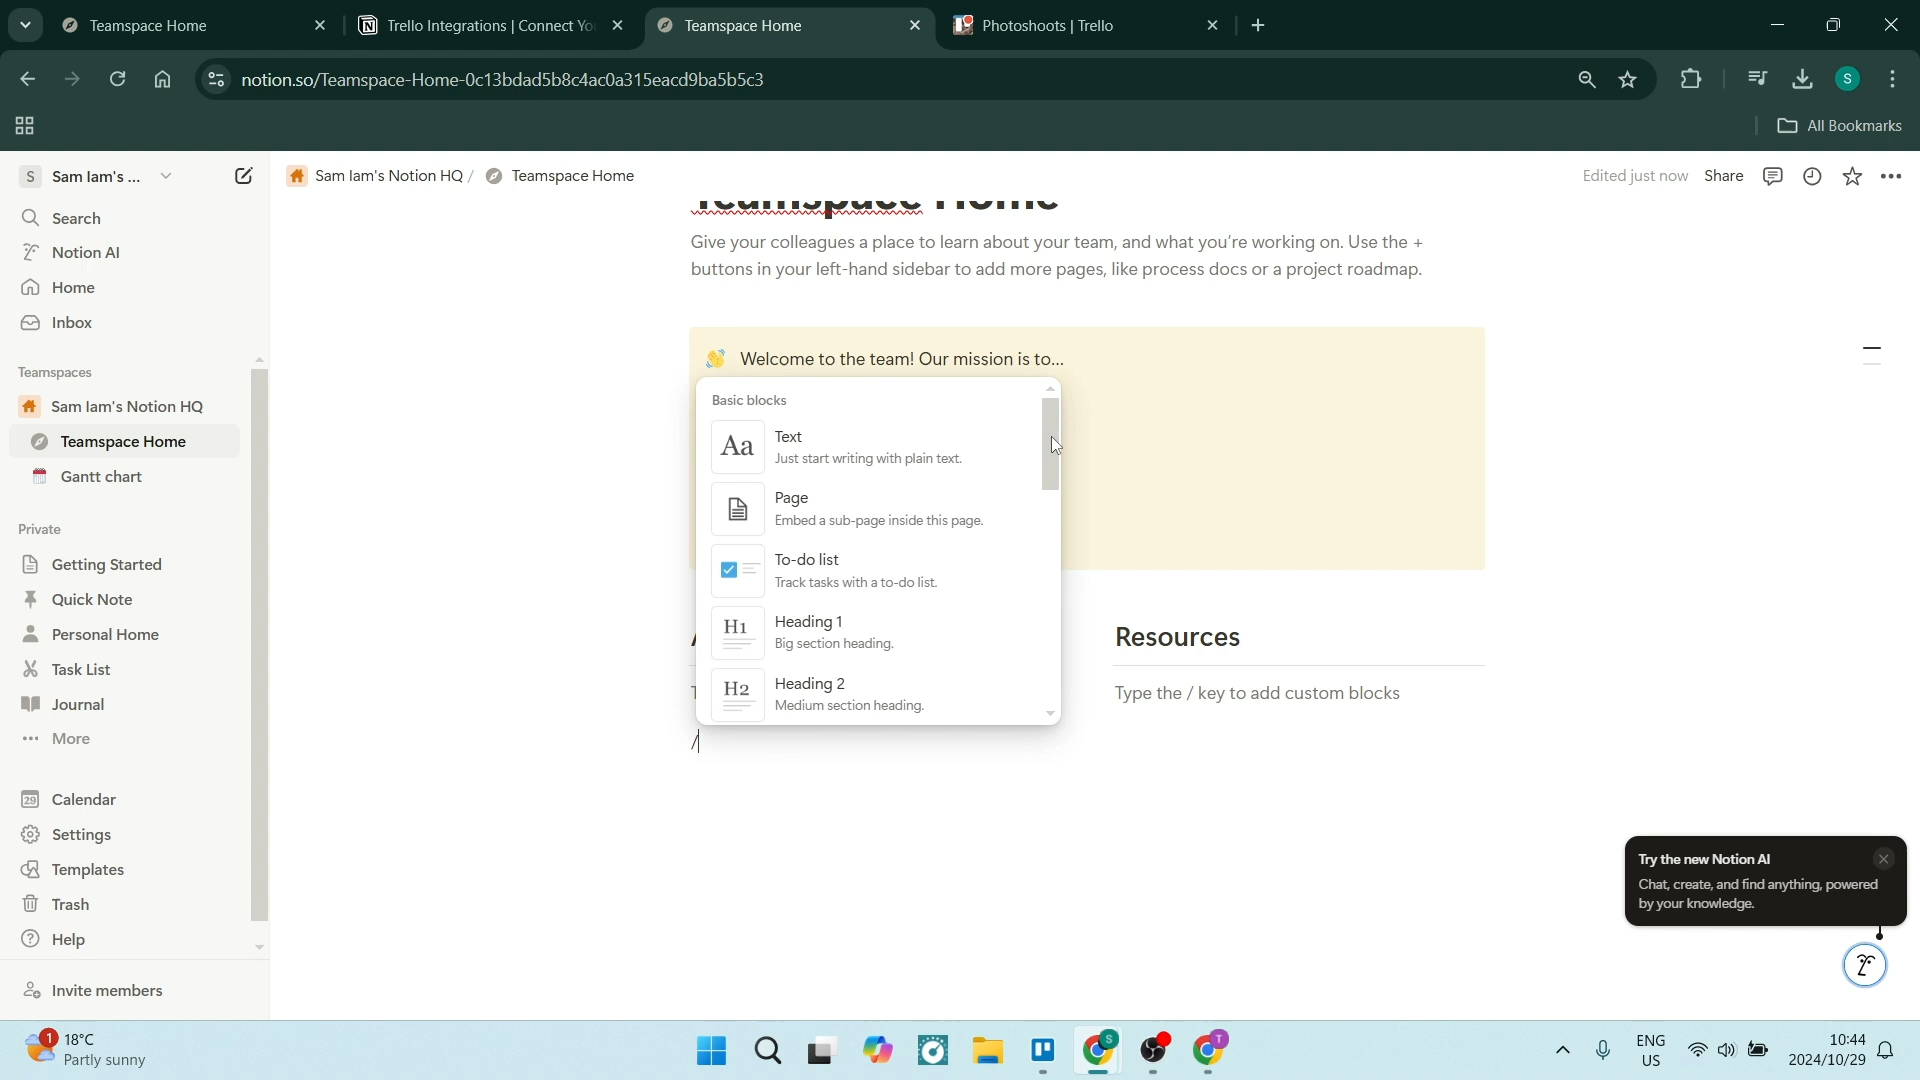 Teamspace Home
Trello Integrations | Connect Yo
Teamspace Home
Photoshoots | Trello
notion.so/Teamspace-Home-0c13bdad5b8c4ac0a315eacd9ba5b5c3
S
All Bookmarks
S Sam Iam's ...
Sam Iam's Notion HQ / Teamspace Home
Edited just now Share
Search
Notion AI
Home
Inbox
Teamspaces
Sam Iam's Notion HQ
Teamspace Home
Gantt chart
Private
Getting Started
Quick Note
Personal Home
Task List
Journal
More
29 Calendar
Settings
Templates
Trash
Help
Invite members
Teamspace Home
Give your colleagues a place to learn about your team, and what you're working on. Use the +
buttons in your left-hand sidebar to add more pages, like process docs or a project roadmap.
Welcome to the team! Our mission is to...
Basic blocks
Aa Text
Just start writing with plain text.
Page
Embed a sub-page inside this page.
To-do list
Track tasks with a to-do list.
H1 Heading 1
Big section heading.
H2 Heading 2
Medium section heading.
/
Resources
Type the / key to add custom blocks
Try the new Notion AI
Chat, create, and find anything, powered
by your knowledge.
1 18°C
Partly sunny
S
T
ENG
US
10:44
2024/10/29